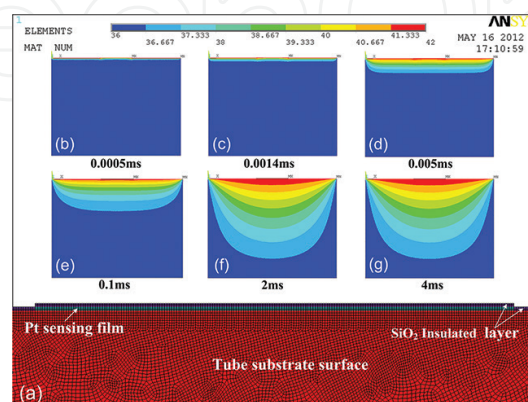 1
ELEMENTS
MAT NUM
ANSY
MAY 16 2012
17:10:59
36 37.333 38.667 40 41.333
36.667 38 39.333 40.667 42
(b) (c) (d)
0.0005ms 0.0014ms 0.005ms
(e) (f) (g)
0.1ms 2ms 4ms
Pt sensing film
SiO2 Insulated layer
Tube substrate surface
(a)